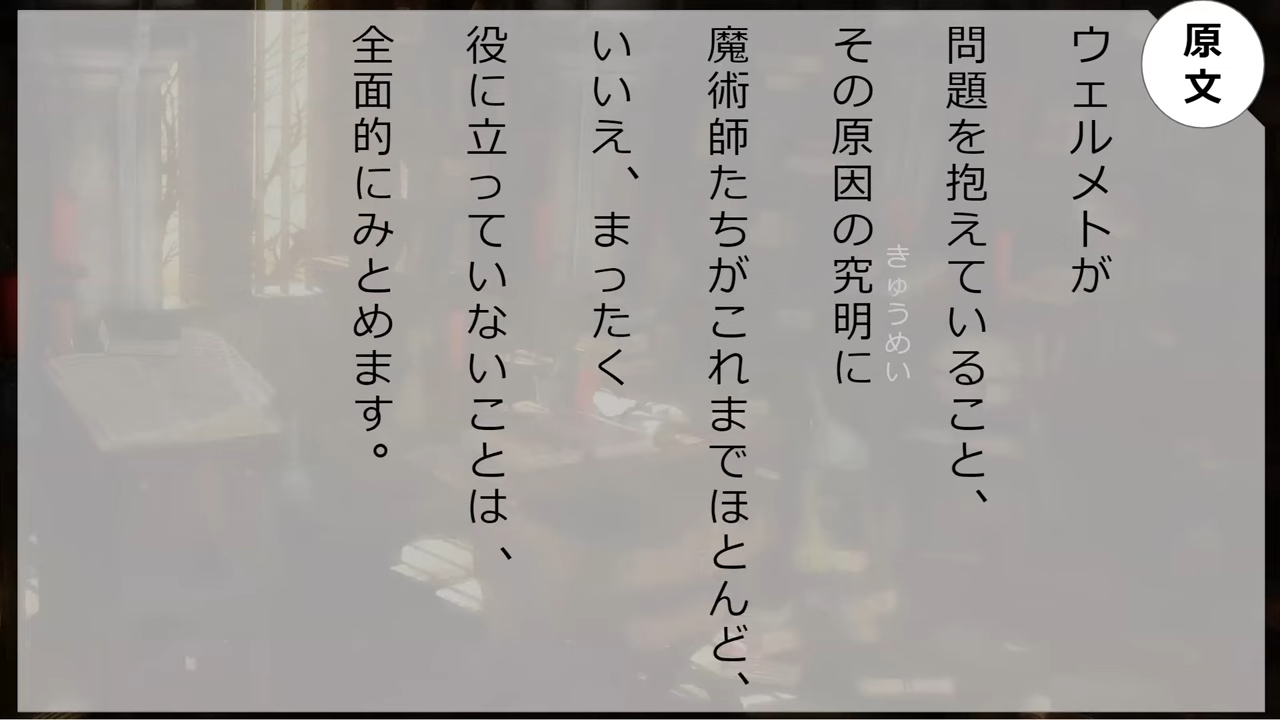 原文
ウェルメトが
問題を抱えていること、
その原因の究明に
きゅうめい
魔術師たちがこれまでほとんど、
いいえ、まったく
役に立っていないことは、
全面的にみとめます。